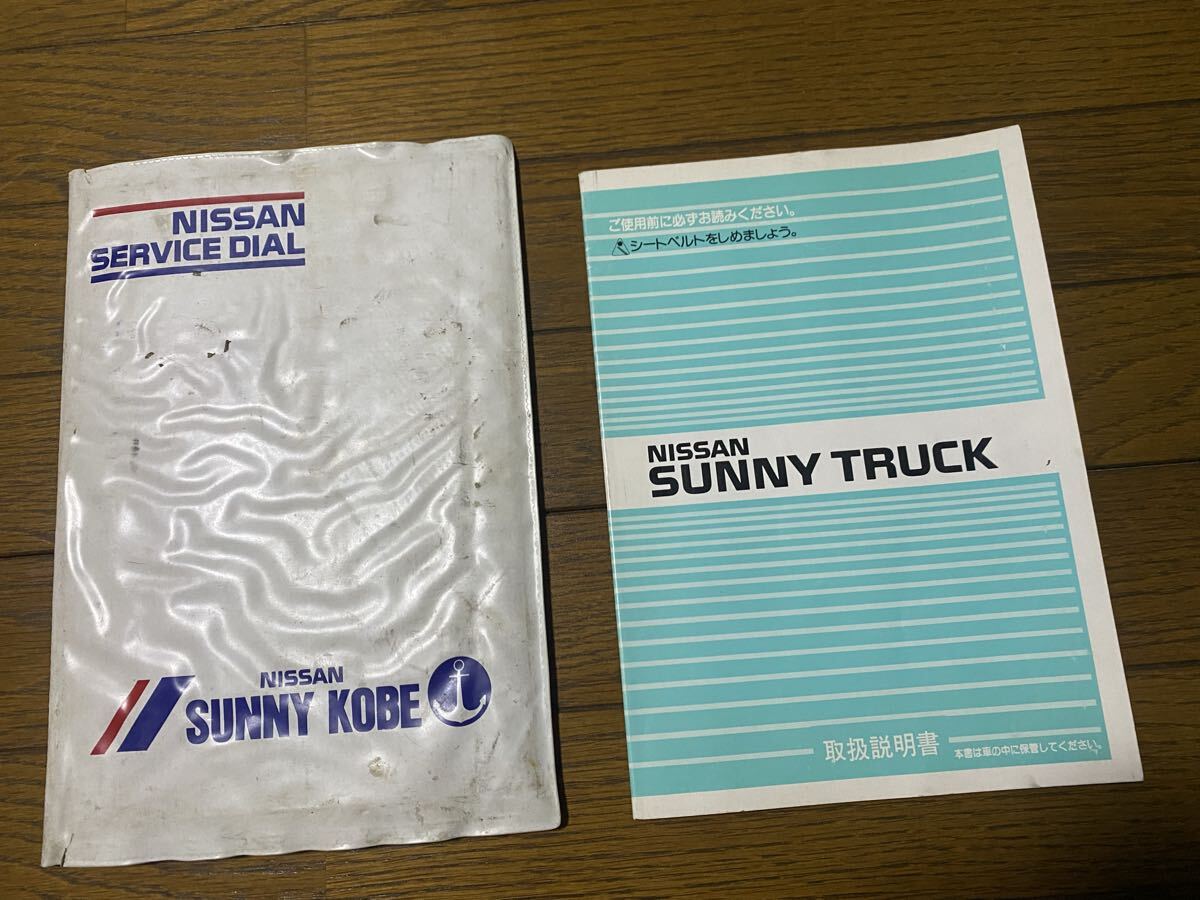 NISSAN
SERVICE DIAL
NISSAN
SUNNY KOBE
ご使用前に必ずお読みください。
シートベルトをしめましょう。
NISSAN
SUNNY TRUCK
取扱説明書
本書は車の中に保管してください。